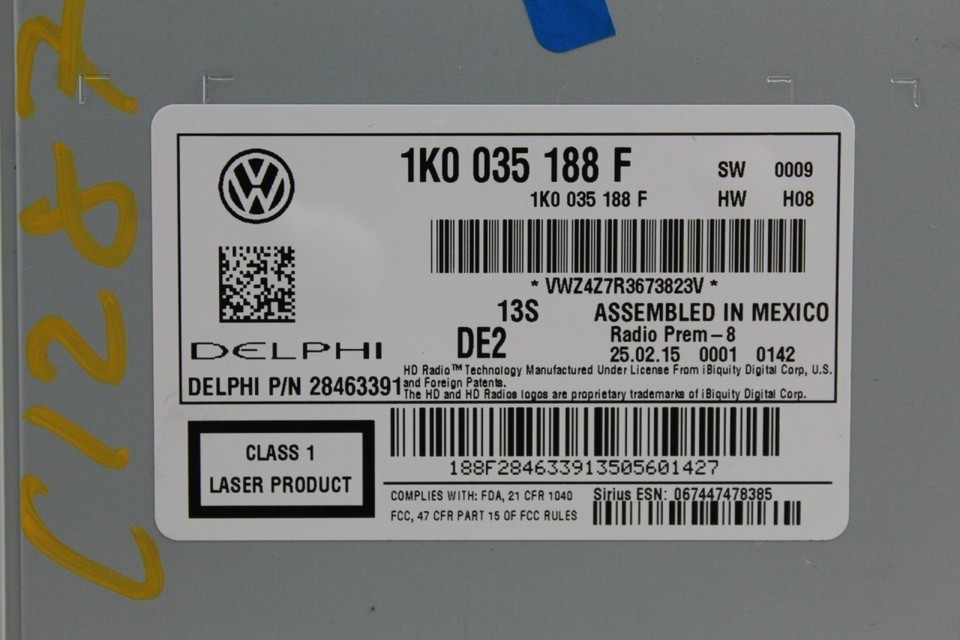 C1287
1K0 035 188 F
SW 0009
1K0 035 188 F
HW H08
* VWZ4Z7R3673823V *
13S
ASSEMBLED IN MEXICO
DE2
Radio Prem-8
25.02.15 0001 0142
DELPHI
DELPHI P/N 28463391
HD Radio™ Technology Manufactured Under License From iBiquity Digital Corp, U.S.
and Foreign Patents.
The HD and HD Radios logos are proprietary trademarks of iBiquity Digital Corp.
CLASS 1
LASER PRODUCT
188F284633913505601427
COMPLIES WITH: FDA, 21 CFR 1040
FCC, 47 CFR PART 15 OF FCC RULES
Sirius ESN: 067447478385